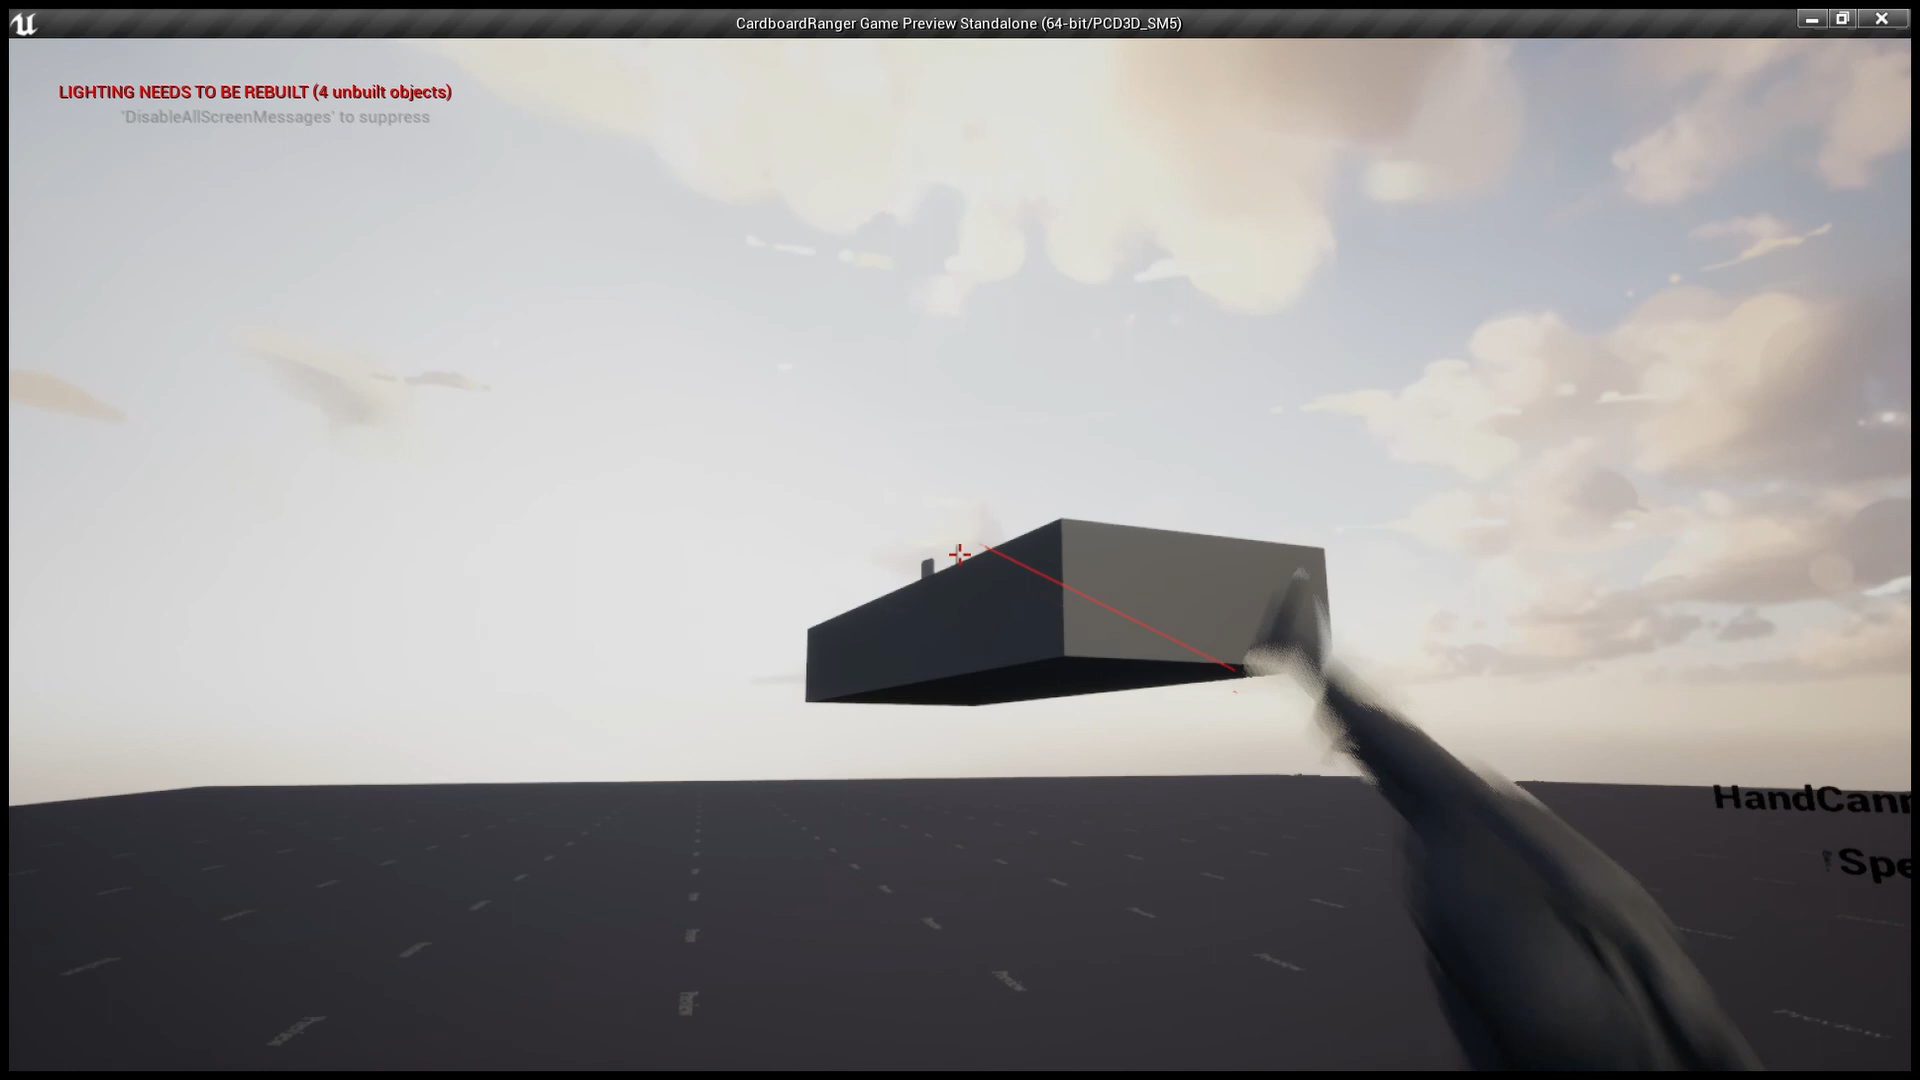 CardboardRanger Game Preview Standalone (64-bit/PCD3D_SM5)
LIGHTING NEEDS TO BE REBUILT (4 unbuilt objects)
'DisableAllScreenMessages' to suppress
HandCann
Spe